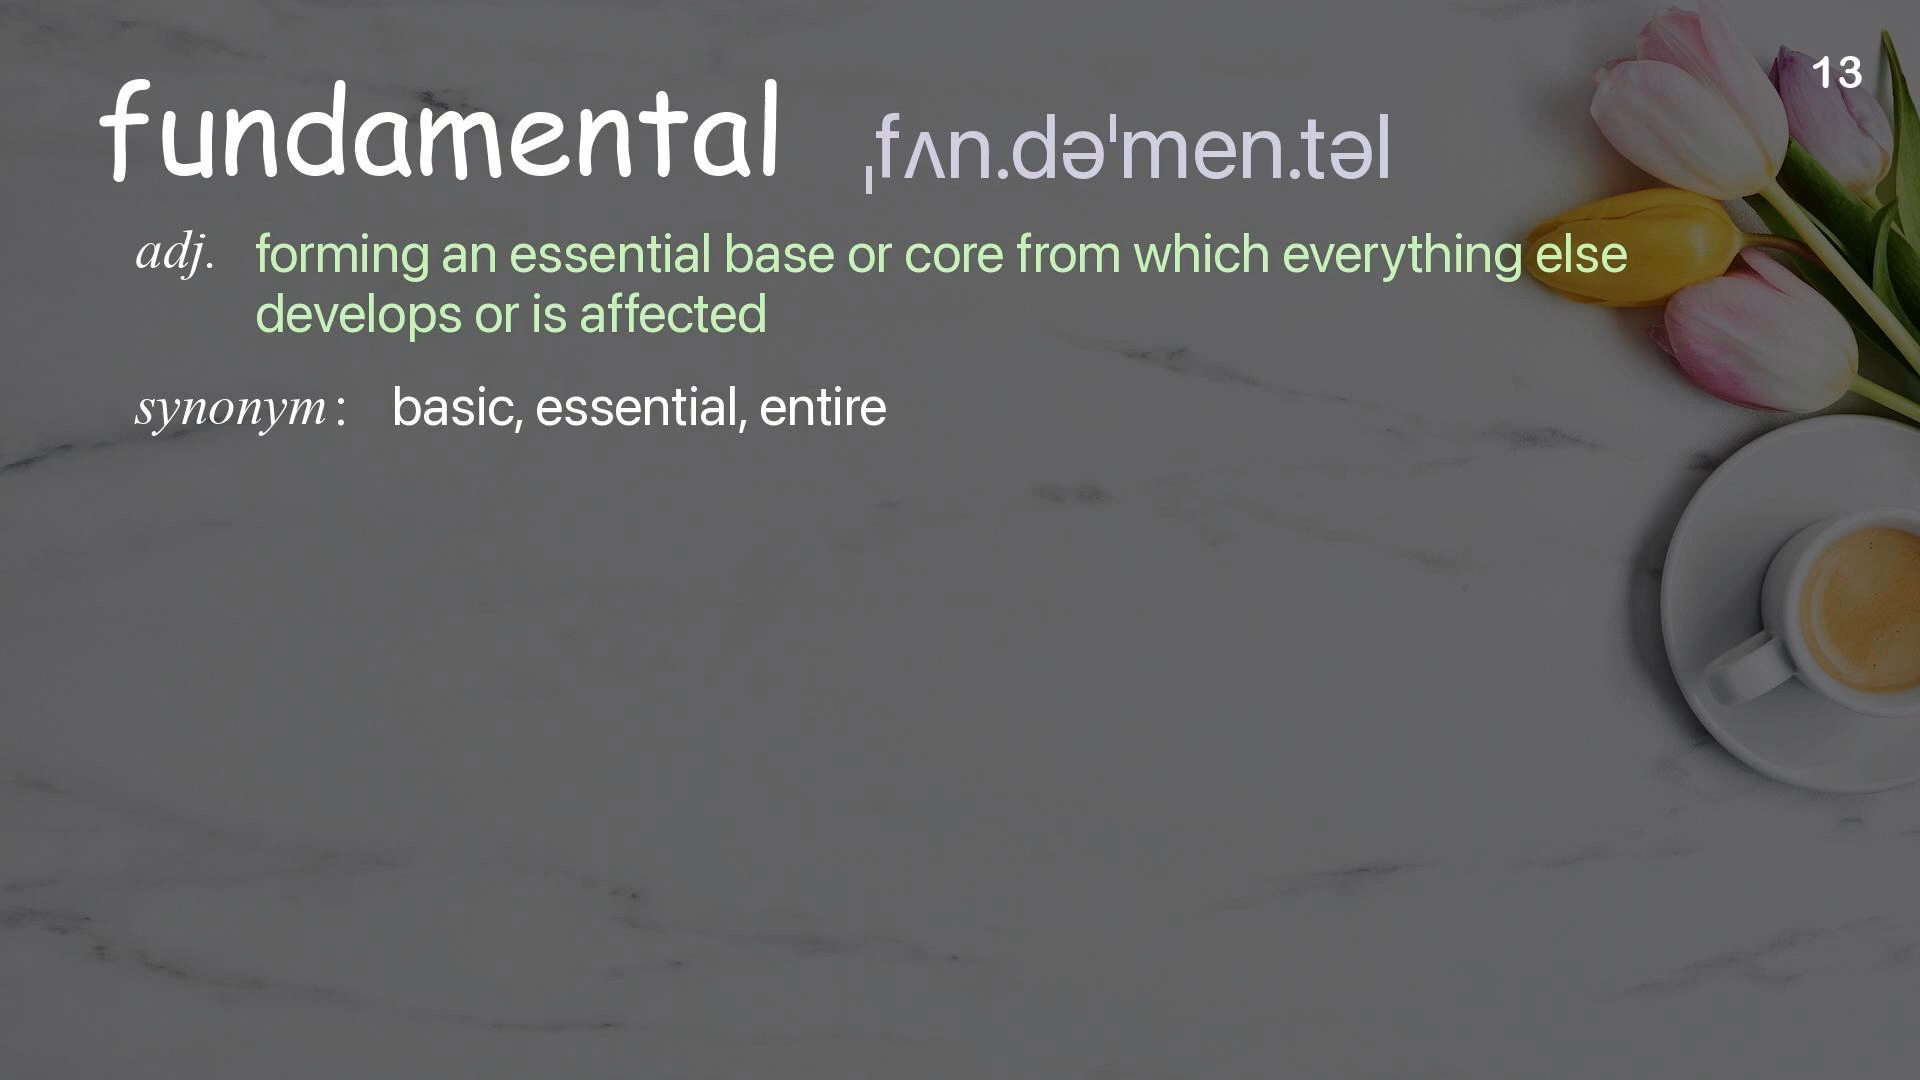 13
fundamental ˌfʌn.dəˈmen.təl
adj. forming an essential base or core from which everything else
develops or is affected
synonym: basic, essential, entire